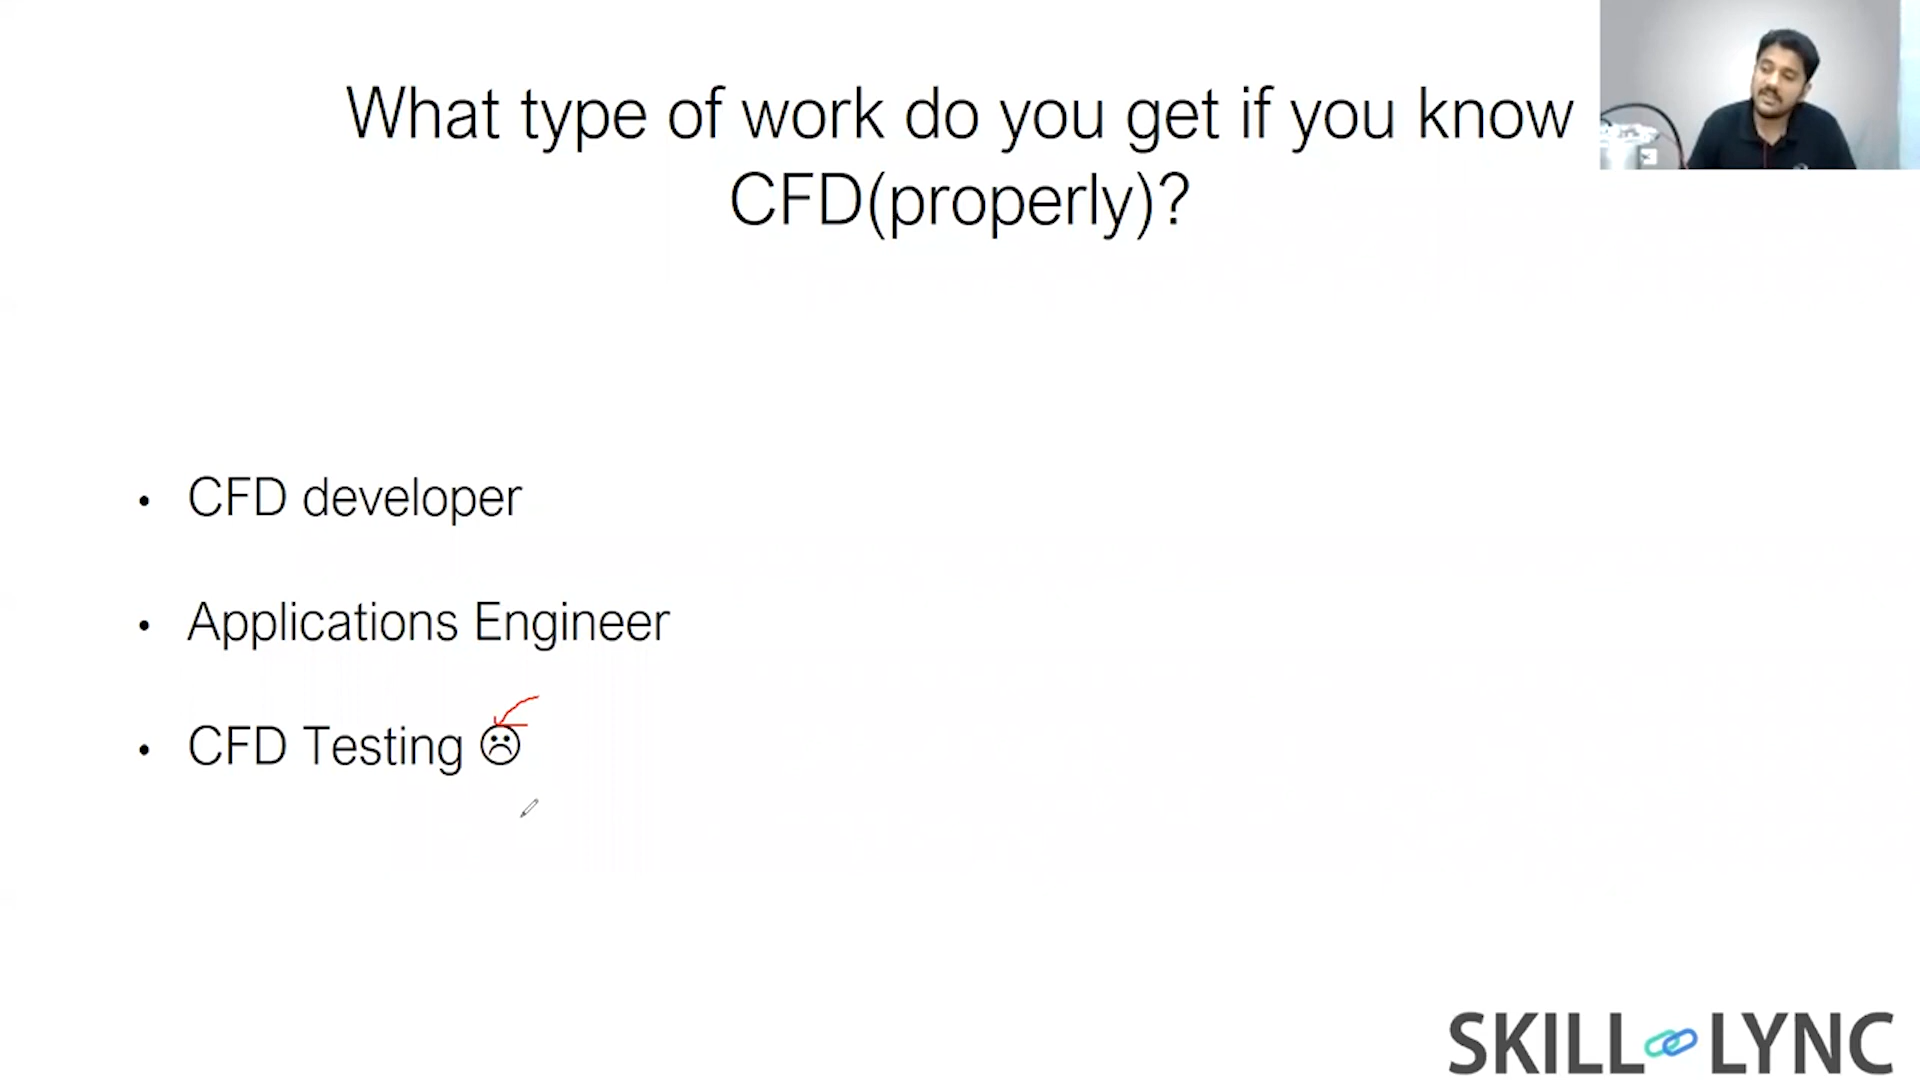 What type of work do you get if you know
CFD(properly)?
• CFD developer
• Applications Engineer
• CFD Testing ☹
SKILL LYNC